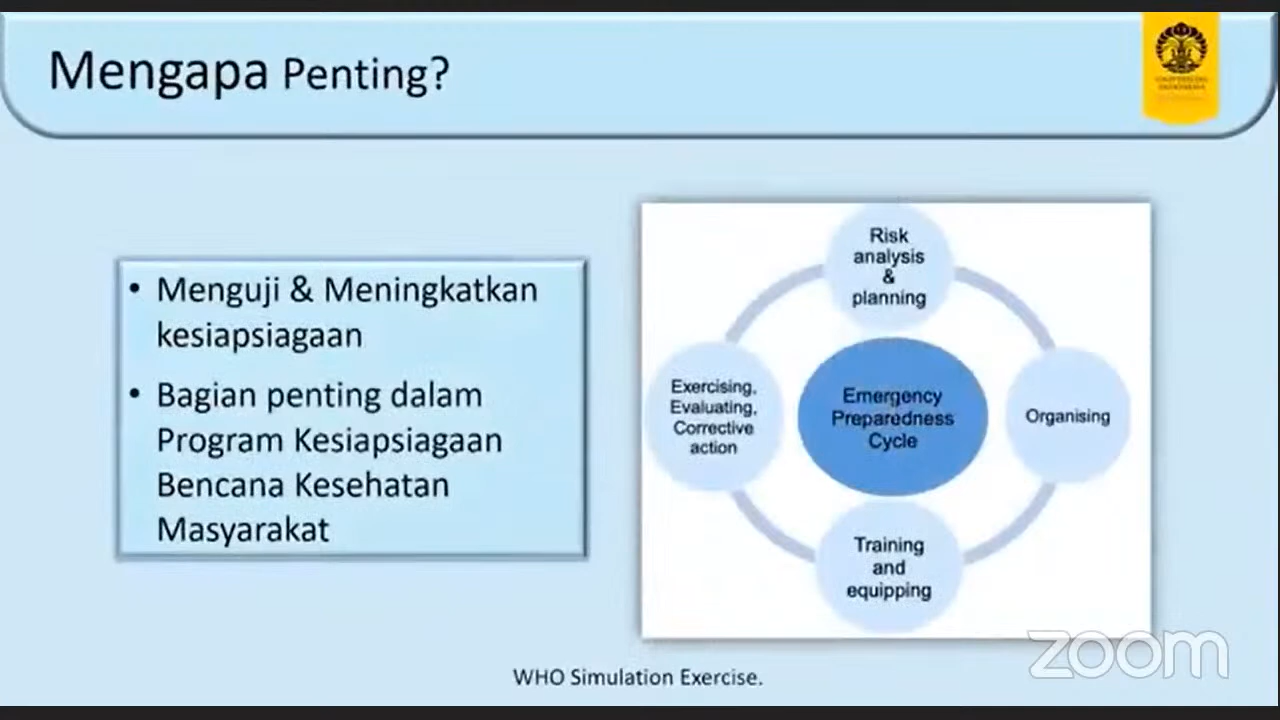 Mengapa Penting?
• Menguji & Meningkatkan
kesiapsiagaan
• Bagian penting dalam
Program Kesiapsiagaan
Bencana Kesehatan
Masyarakat
Risk
analysis
&
planning
Exercising,
Evaluating,
Corrective
action
Emergency
Preparedness
Cycle
Organising
Training
and
equipping
WHO Simulation Exercise.
zoom